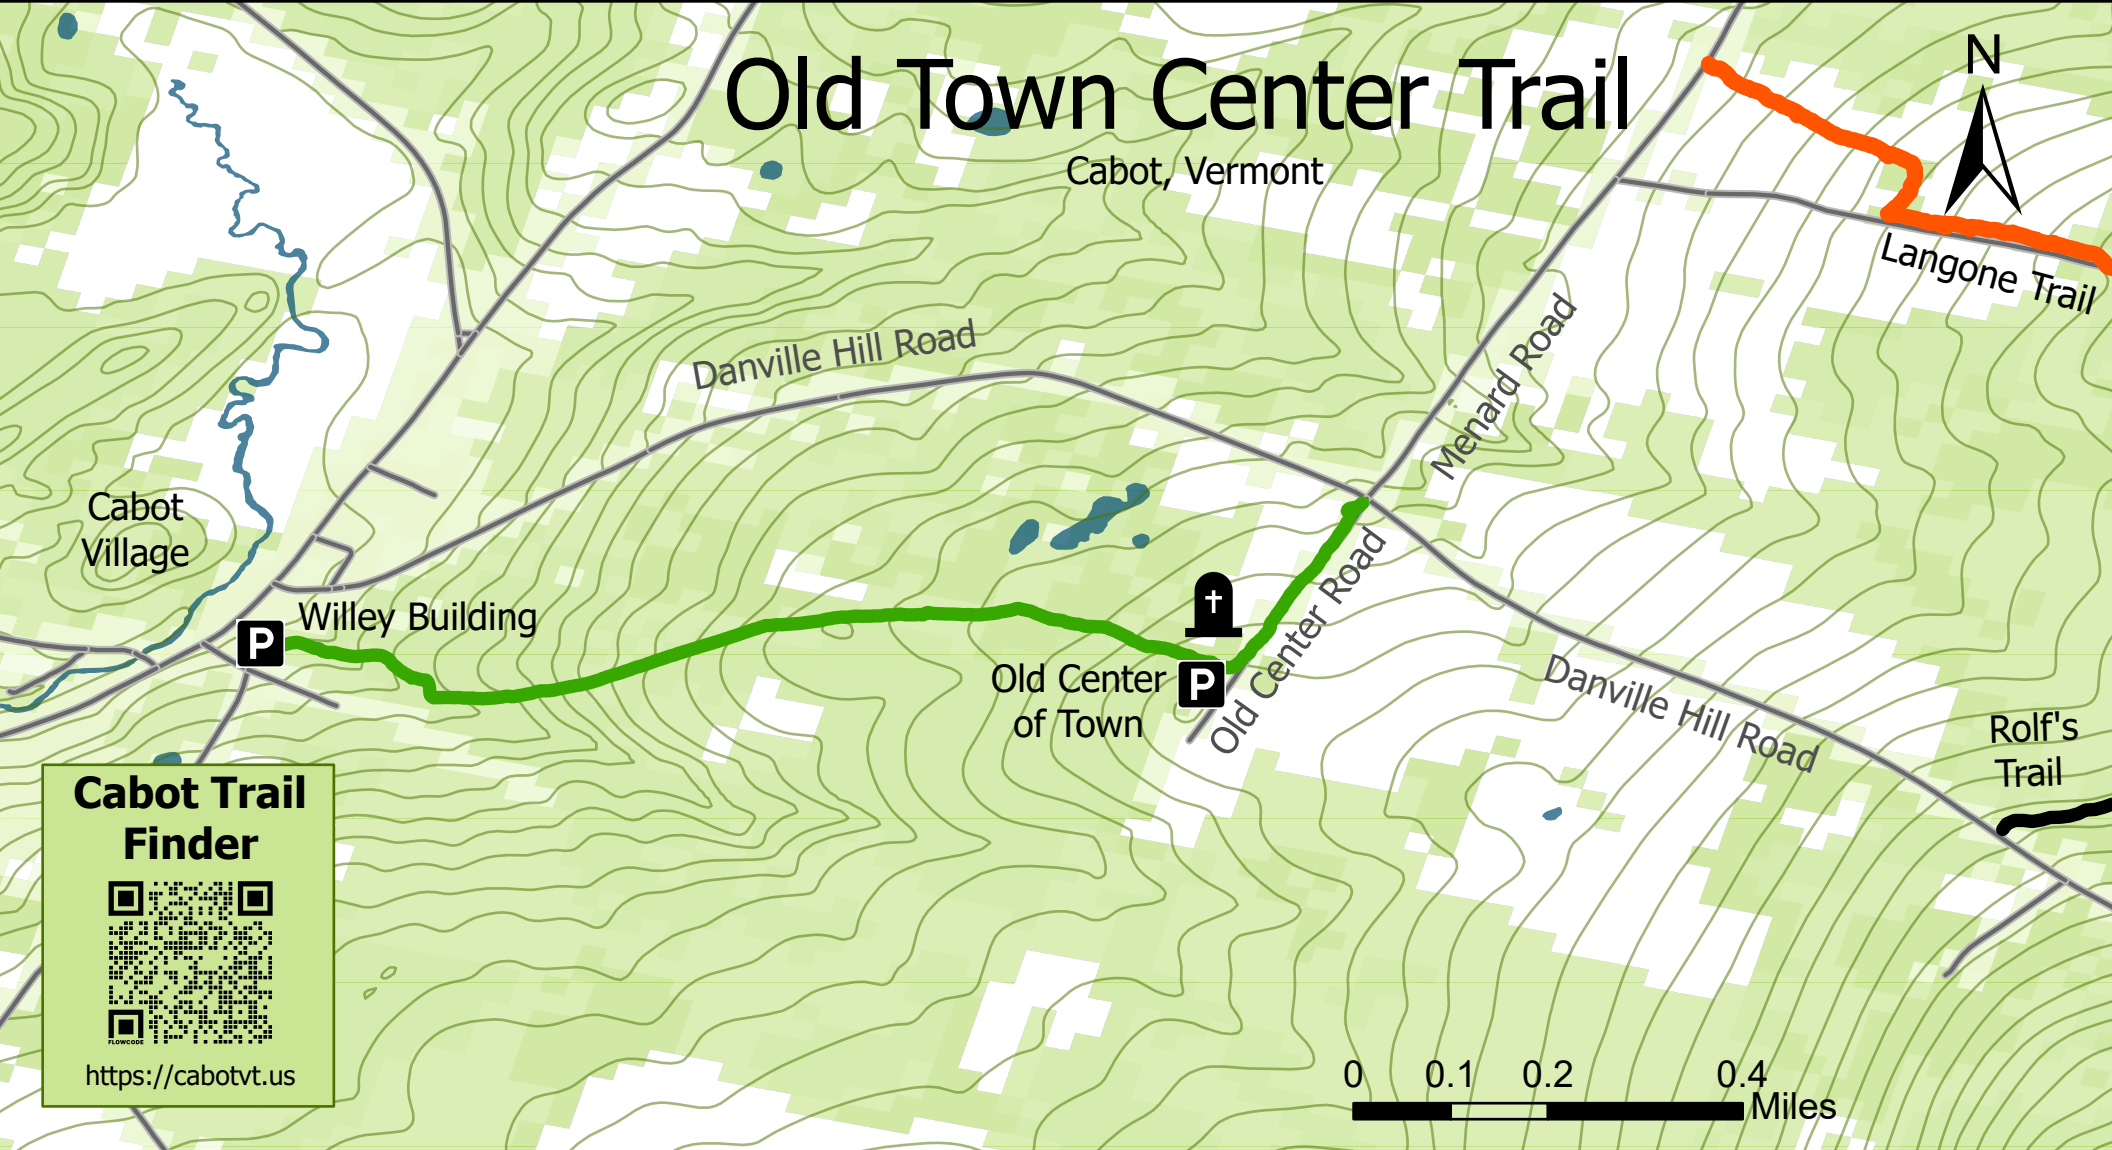 Old Town Center Trail
Cabot, Vermont
N
Langone Trail
Danville Hill Road
Menard Road
Cabot
Village
Willey Building
P
Old Center
of Town
P
Old Center Road
Danville Hill Road
Rolf's
Trail
Cabot Trail
Finder
FLOWCODE
https://cabotvt.us
0 0.1 0.2 0.4
Miles